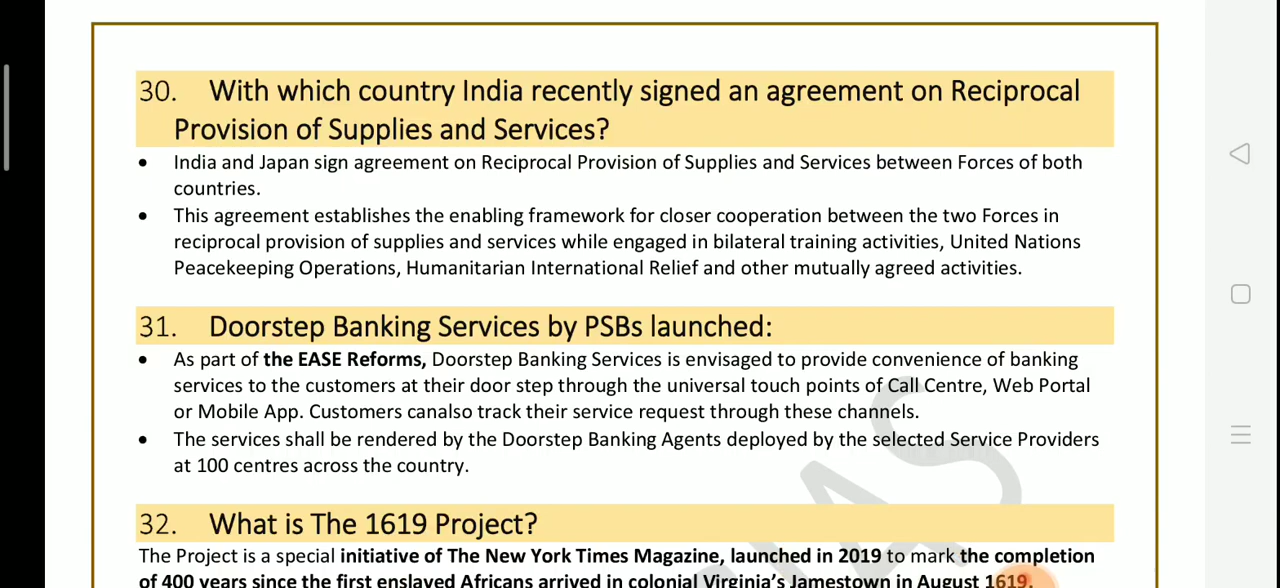 30. With which country India recently signed an agreement on Reciprocal
Provision of Supplies and Services?
• India and Japan sign agreement on Reciprocal Provision of Supplies and Services between Forces of both
countries.
• This agreement establishes the enabling framework for closer cooperation between the two Forces in
reciprocal provision of supplies and services while engaged in bilateral training activities, United Nations
Peacekeeping Operations, Humanitarian International Relief and other mutually agreed activities.
31. Doorstep Banking Services by PSBs launched:
• As part of the EASE Reforms, Doorstep Banking Services is envisaged to provide convenience of banking
services to the customers at their door step through the universal touch points of Call Centre, Web Portal
or Mobile App. Customers canalso track their service request through these channels.
• The services shall be rendered by the Doorstep Banking Agents deployed by the selected Service Providers
at 100 centres across the country.
32. What is The 1619 Project?
The Project is a special initiative of The New York Times Magazine, launched in 2019 to mark the completion
of 400 years since the first enslaved Africans arrived in colonial Virginia's Jamestown in August 1619.
IAS